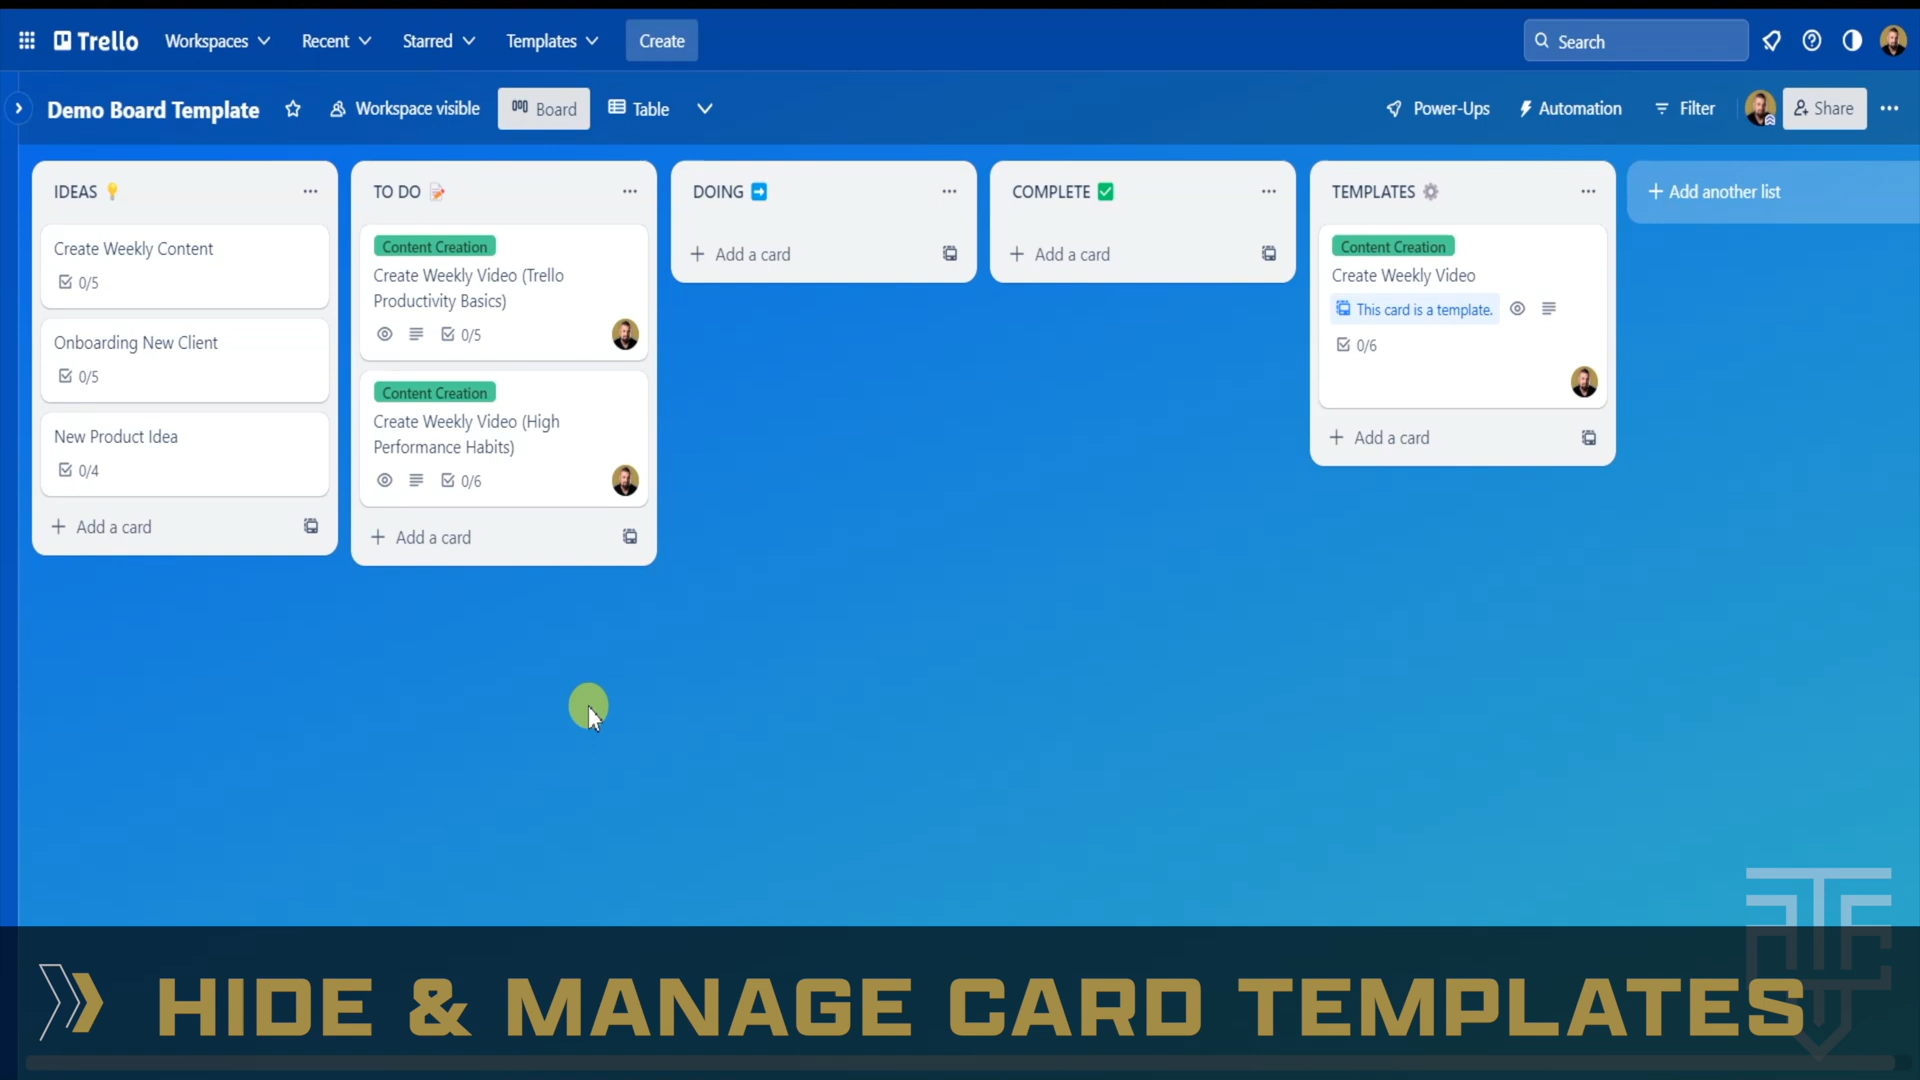 Trello
Workspaces
Recent
Starred
Templates
Create
Search
Demo Board Template
Workspace visible
Board
Table
Power-Ups
Automation
Filter
Share
IDEAS
Create Weekly Content
0/5
Onboarding New Client
0/5
New Product Idea
0/4
+ Add a card
TO DO
Content Creation
Create Weekly Video (Trello
Productivity Basics)
0/5
Content Creation
Create Weekly Video (High
Performance Habits)
0/6
+ Add a card
DOING
+ Add a card
COMPLETE
+ Add a card
TEMPLATES
Content Creation
Create Weekly Video
This card is a template.
0/6
+ Add a card
+ Add another list
HIDE & MANAGE CARD TEMPLATES